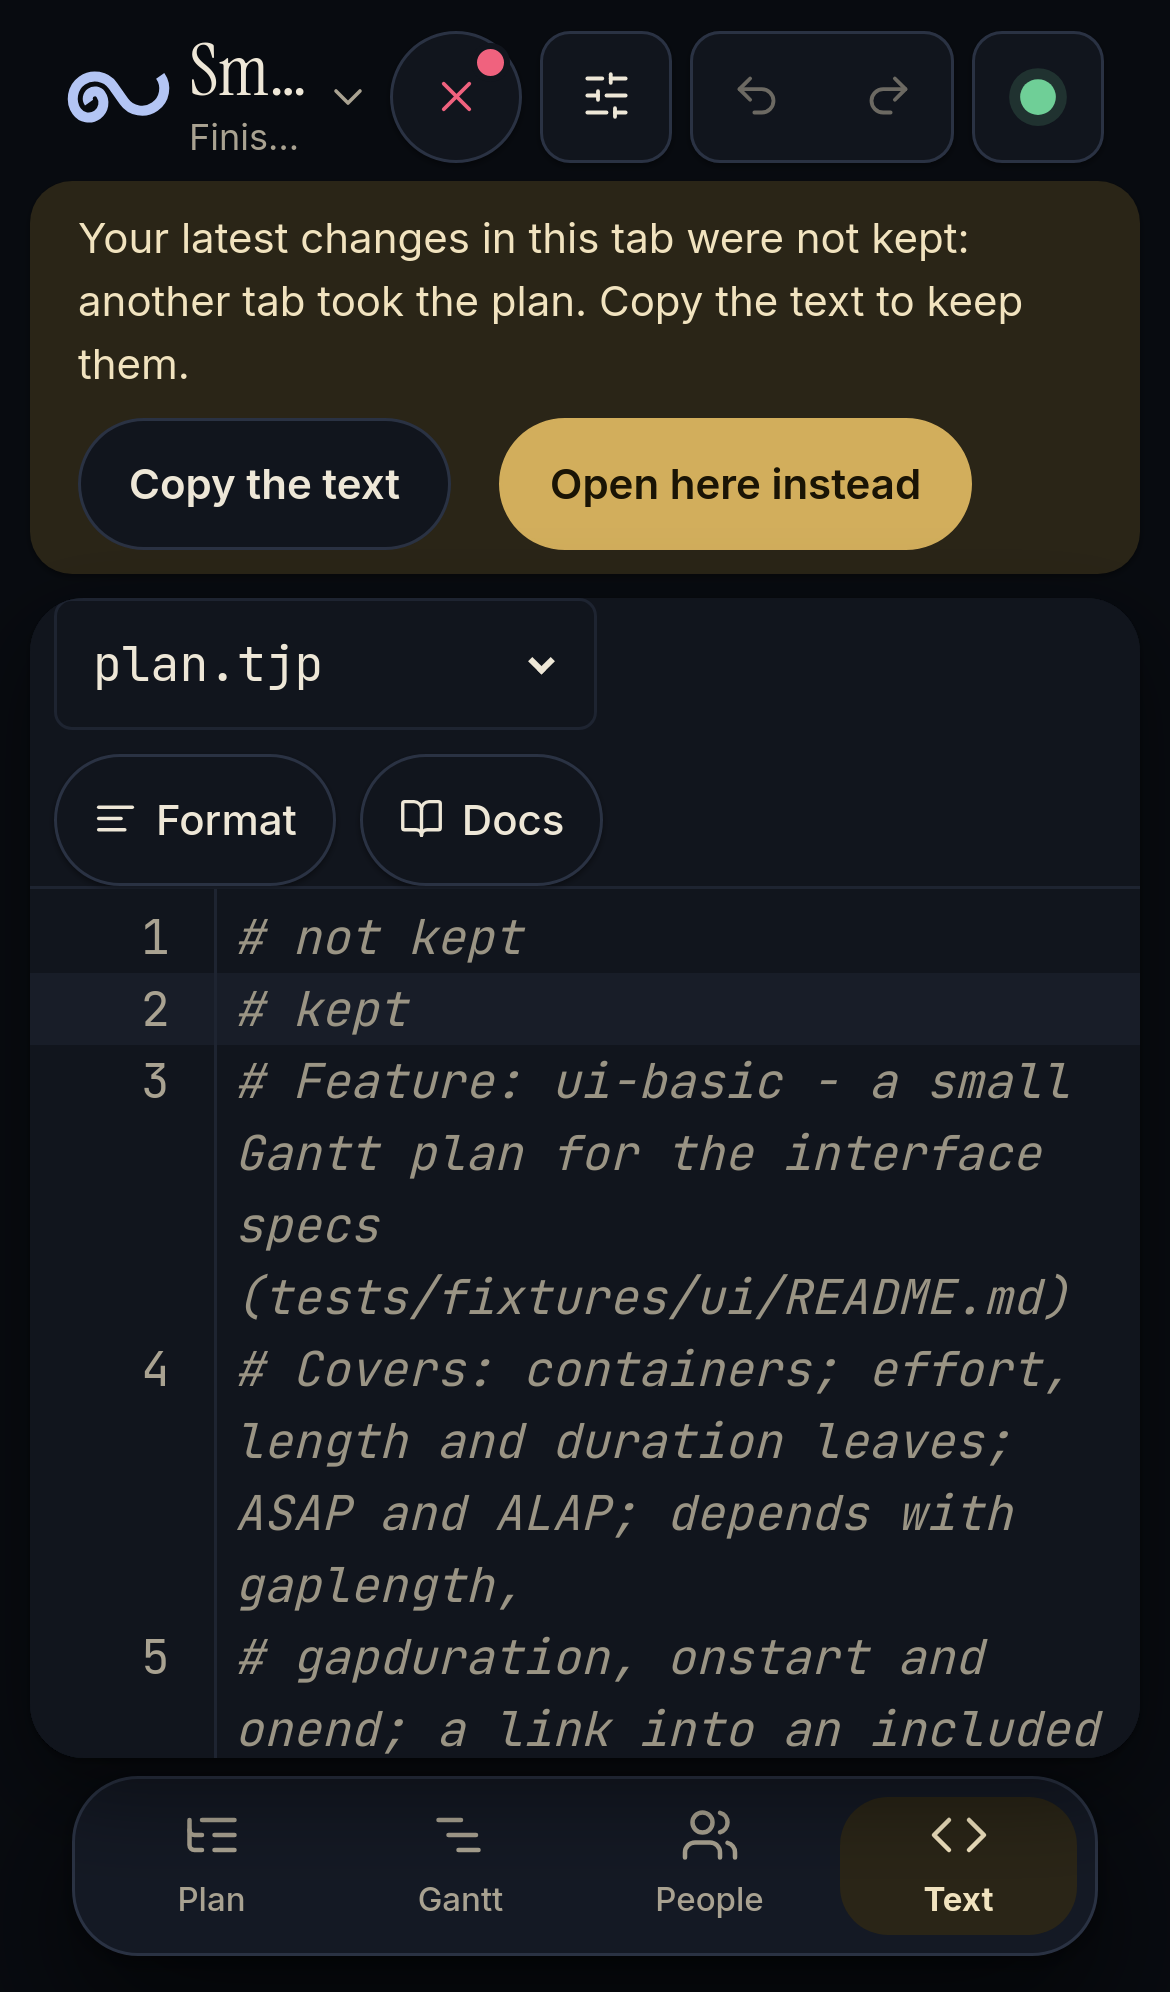 Sm...
Finis...
Your latest changes in this tab were not kept:
another tab took the plan. Copy the text to keep
them.
Copy the text
Open here instead
plan.tjp
Format
Docs
1 # not kept
2 # kept
3 # Feature: ui-basic - a small
Gantt plan for the interface
specs
(tests/fixtures/ui/README.md)
4 # Covers: containers; effort,
length and duration leaves;
ASAP and ALAP; depends with
gaplength,
5 # gapduration, onstart and
onend; a link into an included
Plan
Gantt
People
Text